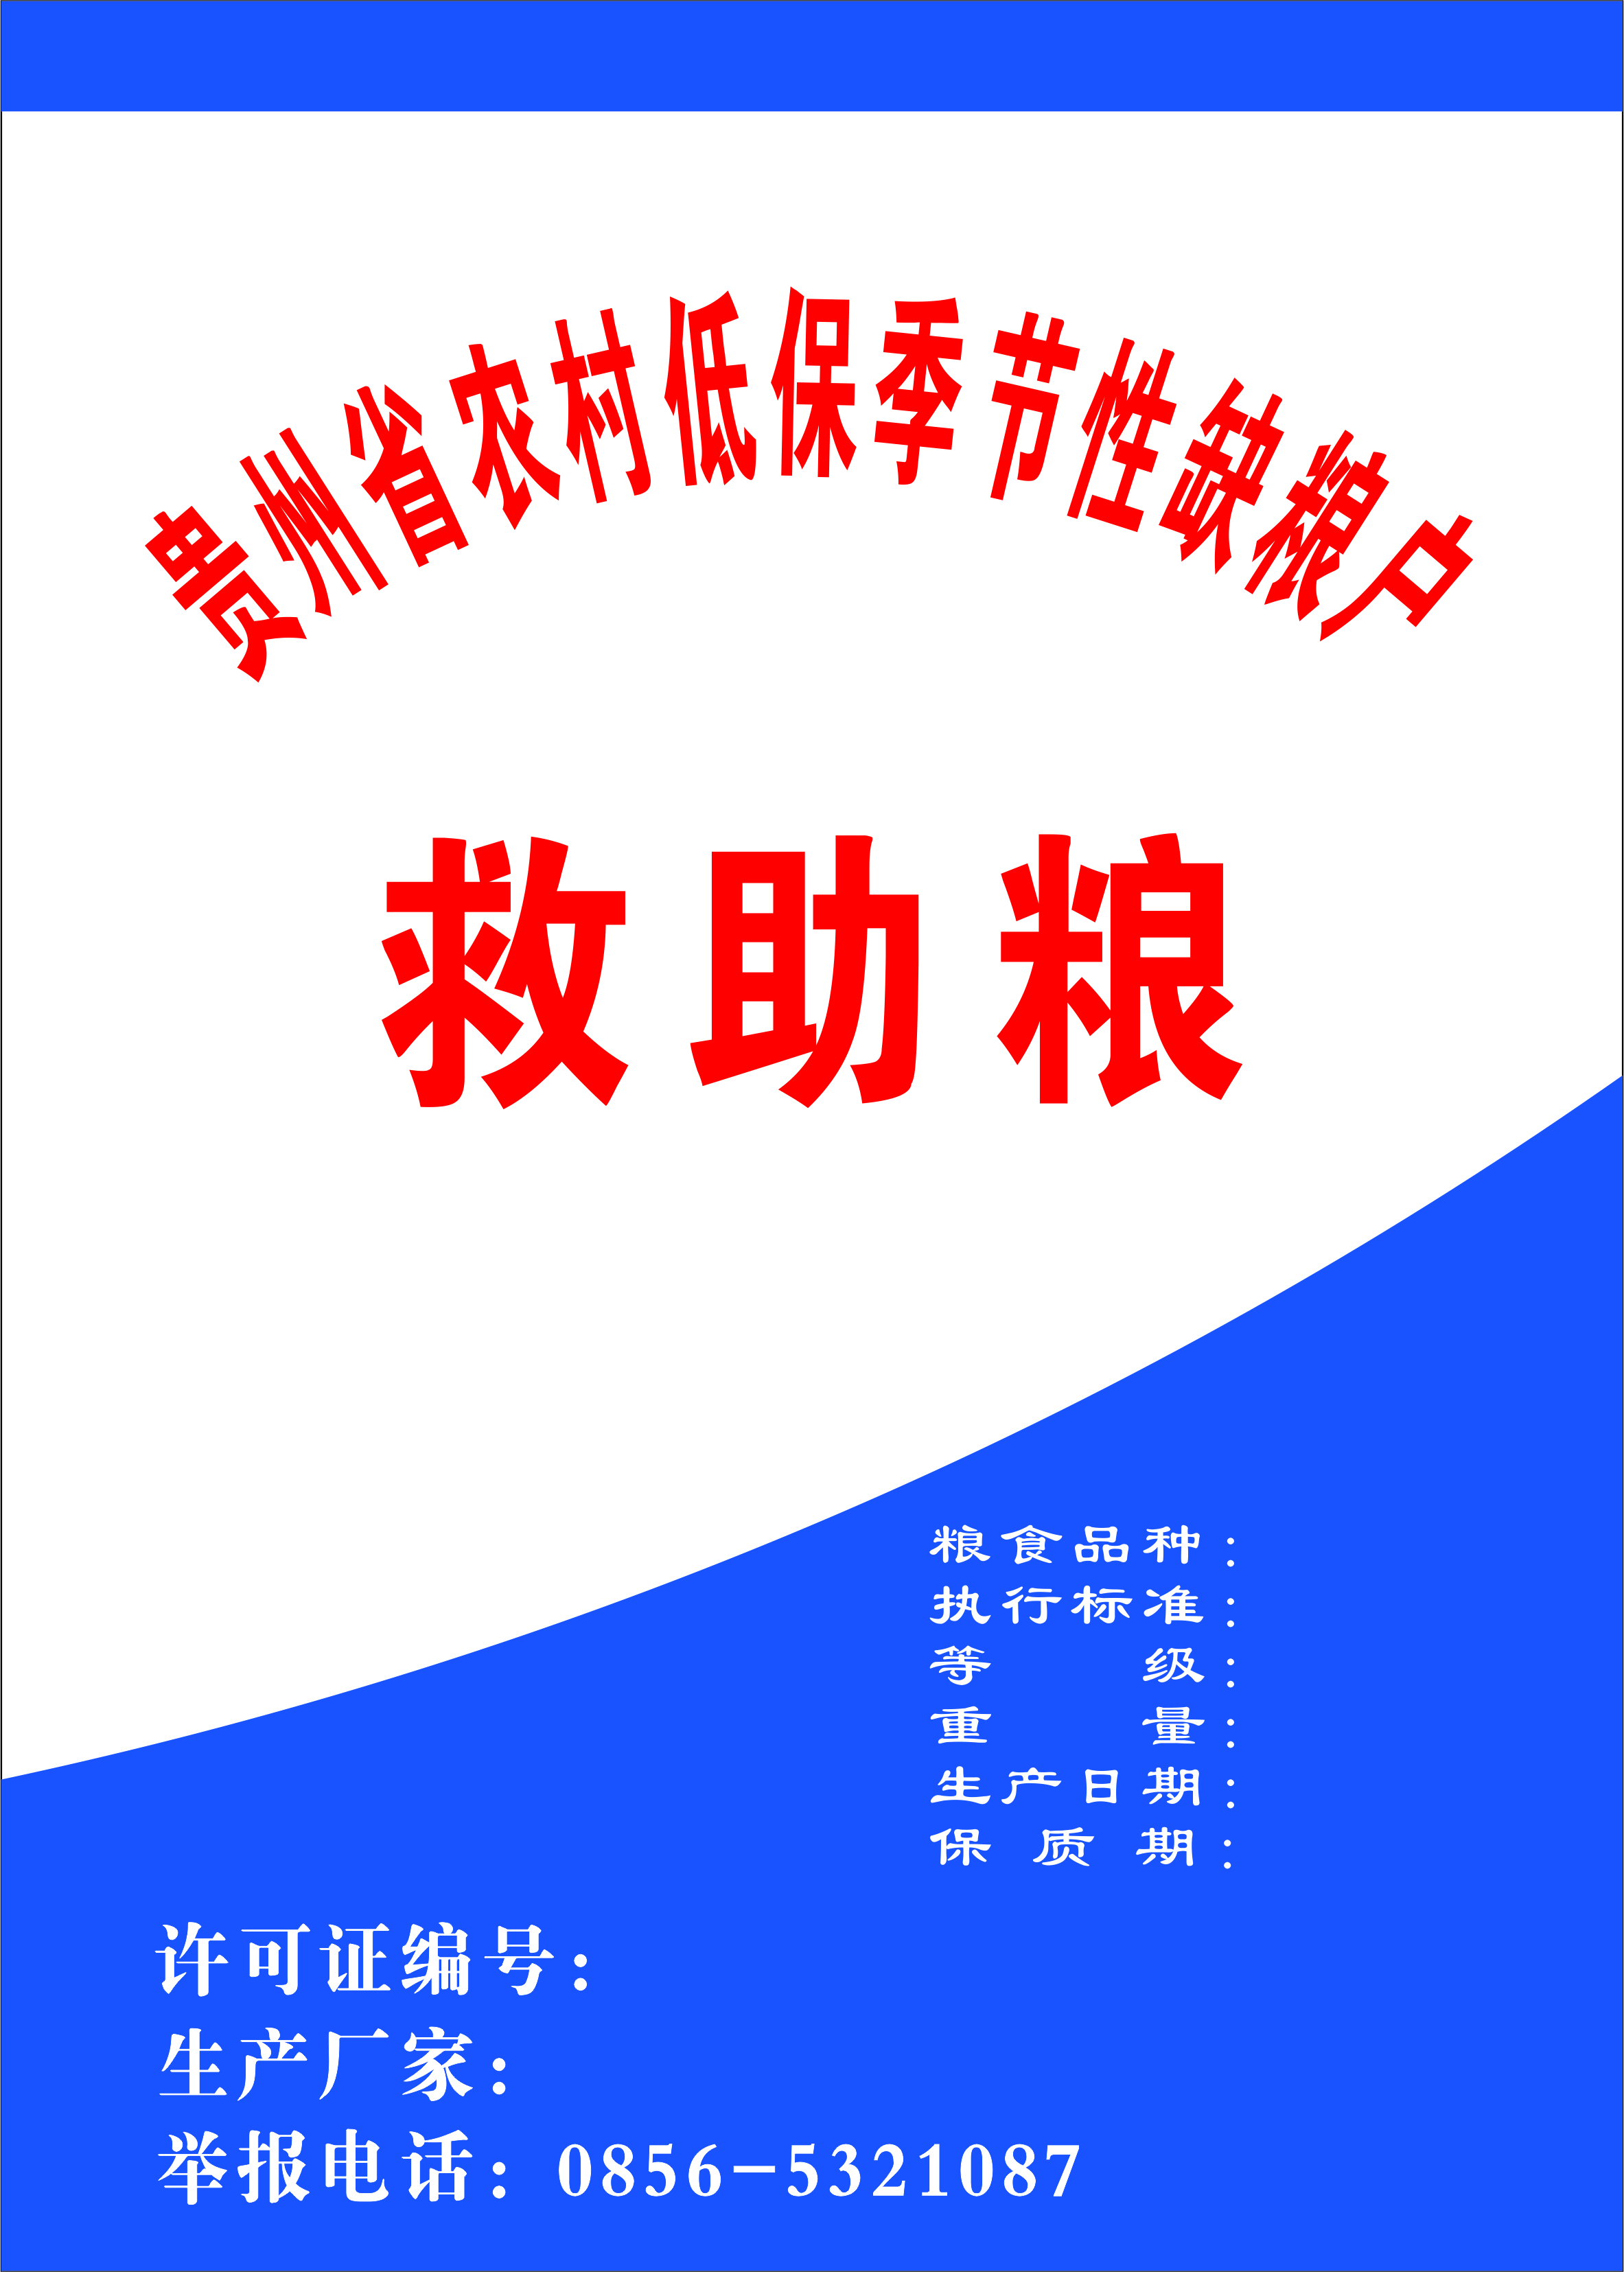 贵州省农村低保季节性缺粮户
救助粮
粮食品种：
执行标准：
等级：
重量：
生产日期：
保质期：
许可证编号：
生产厂家：
举报电话：0856-5321087